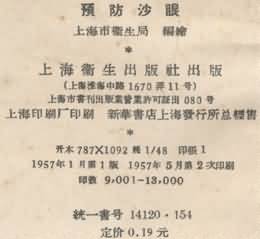 預防沙眼
上海市衞生局 編繪
*
上海衞生出版社出版
(上海淮海中路1670弄11号)
上海市書刊出版業營業許可証出080号
上海印刷厂印刷 新華書店上海發行所总經售
*
开本787×1092 純1/48 印張1
1957年1月第1版 1957年5月第2次印刷
印数 9,001-13,000
統一書号 14120·154
定价 0.19 元